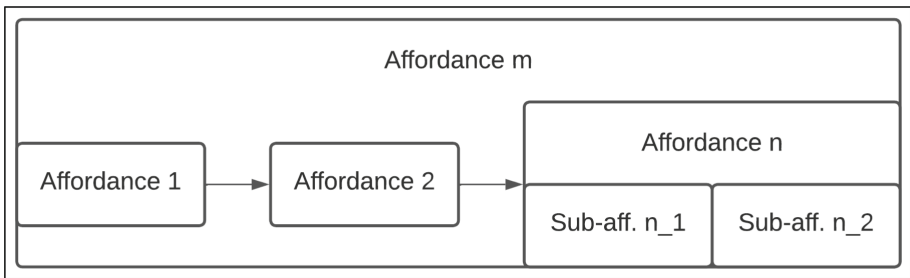 Affordance m
Affordance n
Affordance 1
Affordance 2
Sub-aff. n_1
Sub-aff. n_2